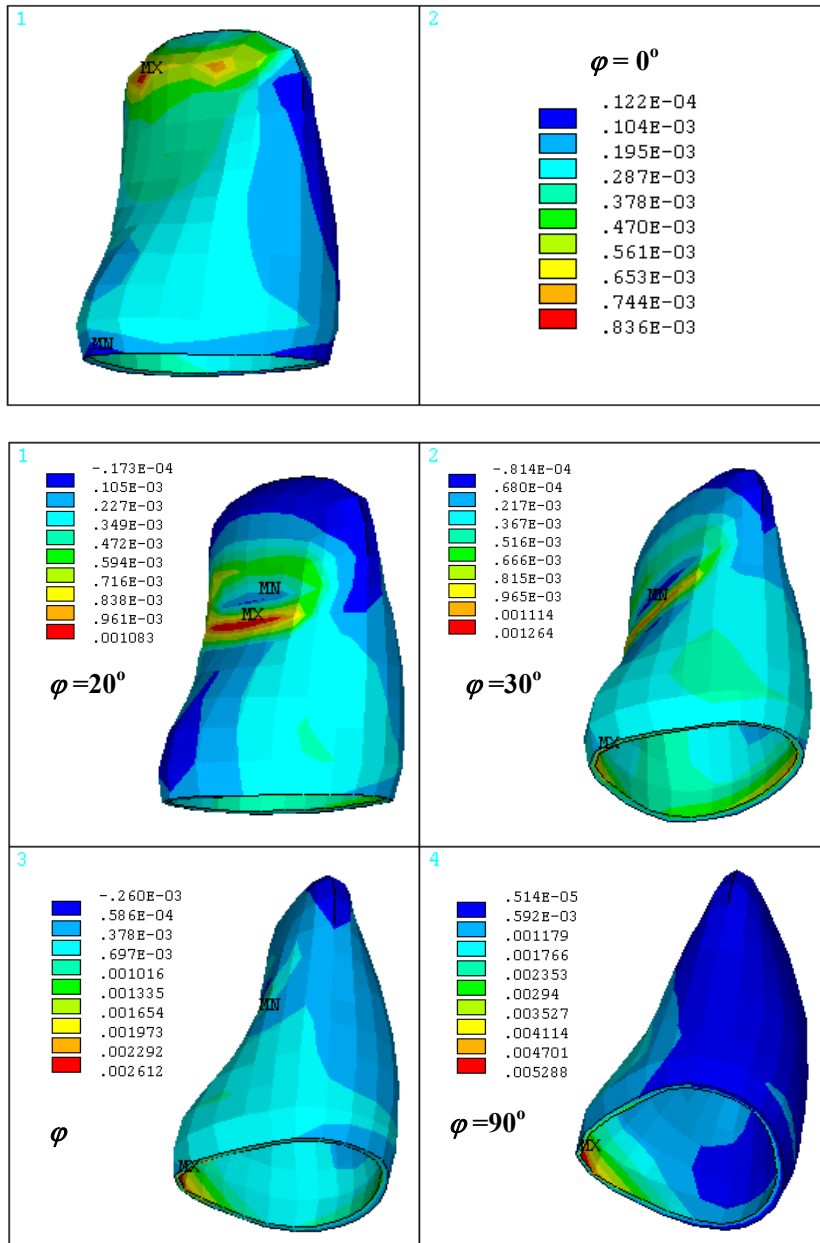 1
MX
MN
2
φ = 0°
.122E-04
.104E-03
.195E-03
.287E-03
.378E-03
.470E-03
.561E-03
.653E-03
.744E-03
.836E-03
1
-.173E-04
.105E-03
.227E-03
.349E-03
.472E-03
.594E-03
.716E-03
.838E-03
.961E-03
.001083
MN
MX
φ =20°
2
-.814E-04
.680E-04
.217E-03
.367E-03
.516E-03
.666E-03
.815E-03
.965E-03
.001114
.001264
MN
φ =30°
MX
3
-.260E-03
.586E-04
.378E-03
.697E-03
.001016
.001335
.001654
.001973
.002292
.002612
MN
φ
MX
4
.514E-05
.592E-03
.001179
.001766
.002353
.00294
.003527
.004114
.004701
.005288
φ =90°
MX